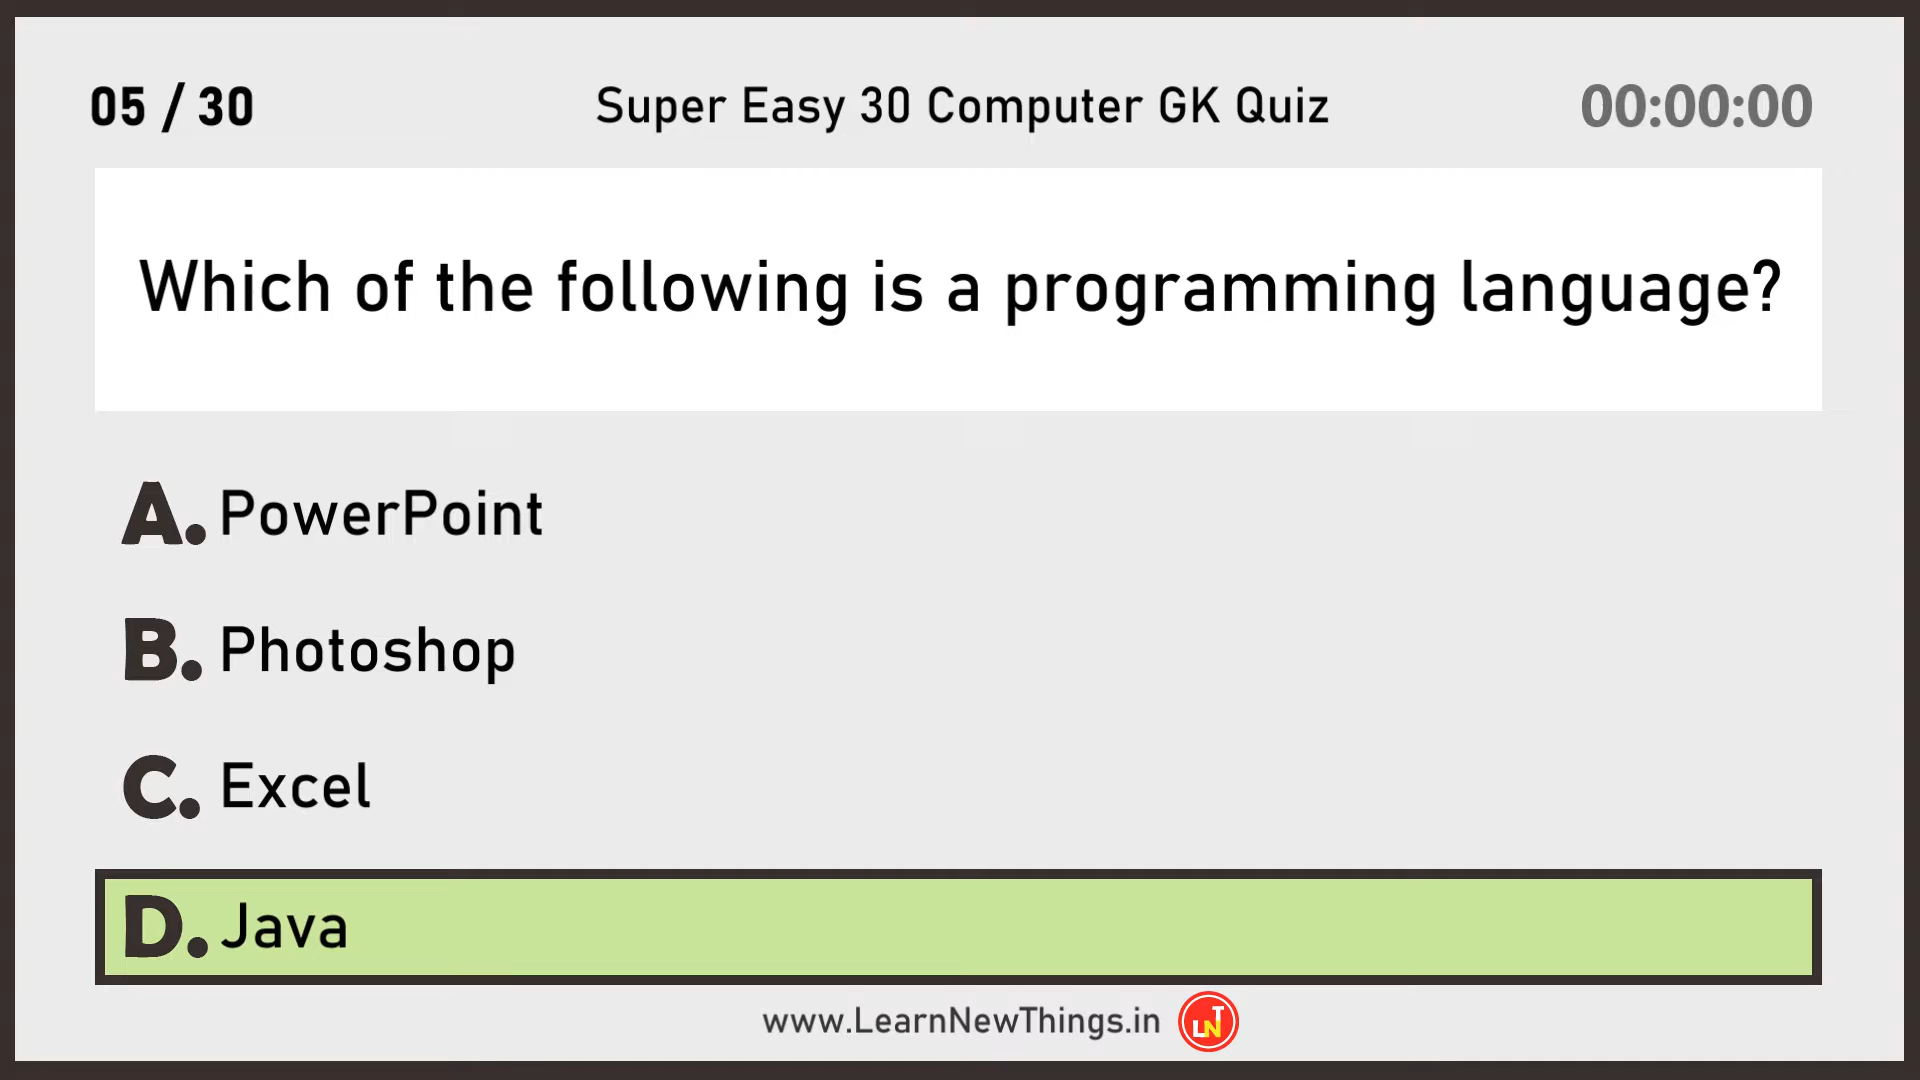 05 / 30
Super Easy 30 Computer GK Quiz
00:00:00
Which of the following is a programming language?
A. PowerPoint
B. Photoshop
C. Excel
D. Java
www.LearnNewThings.in
LNT